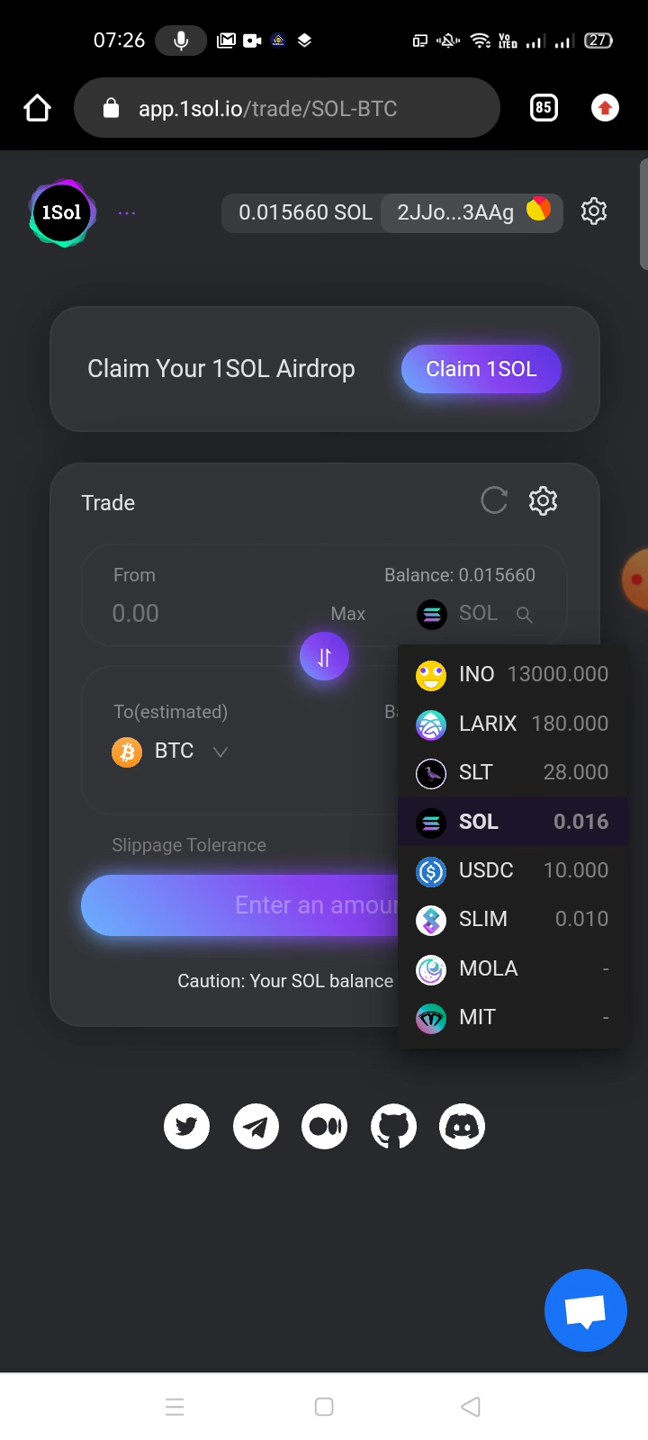 07:26
VoLTED
27
app.1sol.io/trade/SOL-BTC
85
1Sol
...
0.015660 SOL
2JJo...3AAg
Claim Your 1SOL Airdrop
Claim 1SOL
Trade
From
Balance: 0.015660
0.00
Max
SOL
INO 13000.000
To(estimated)
LARIX 180.000
BTC
SLT 28.000
SOL 0.016
Slippage Tolerance
USDC 10.000
Enter an
SLIM 0.010
MOLA -
Caution: Your SOL balance
MIT -